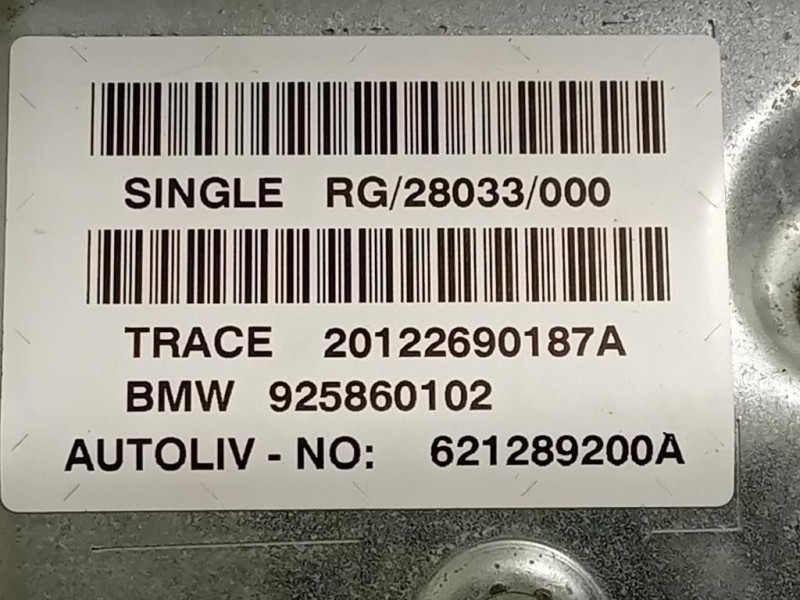 SINGLE RG/28033/000
TRACE 20122690187A
BMW 925860102
AUTOLIV - NO: 621289200A